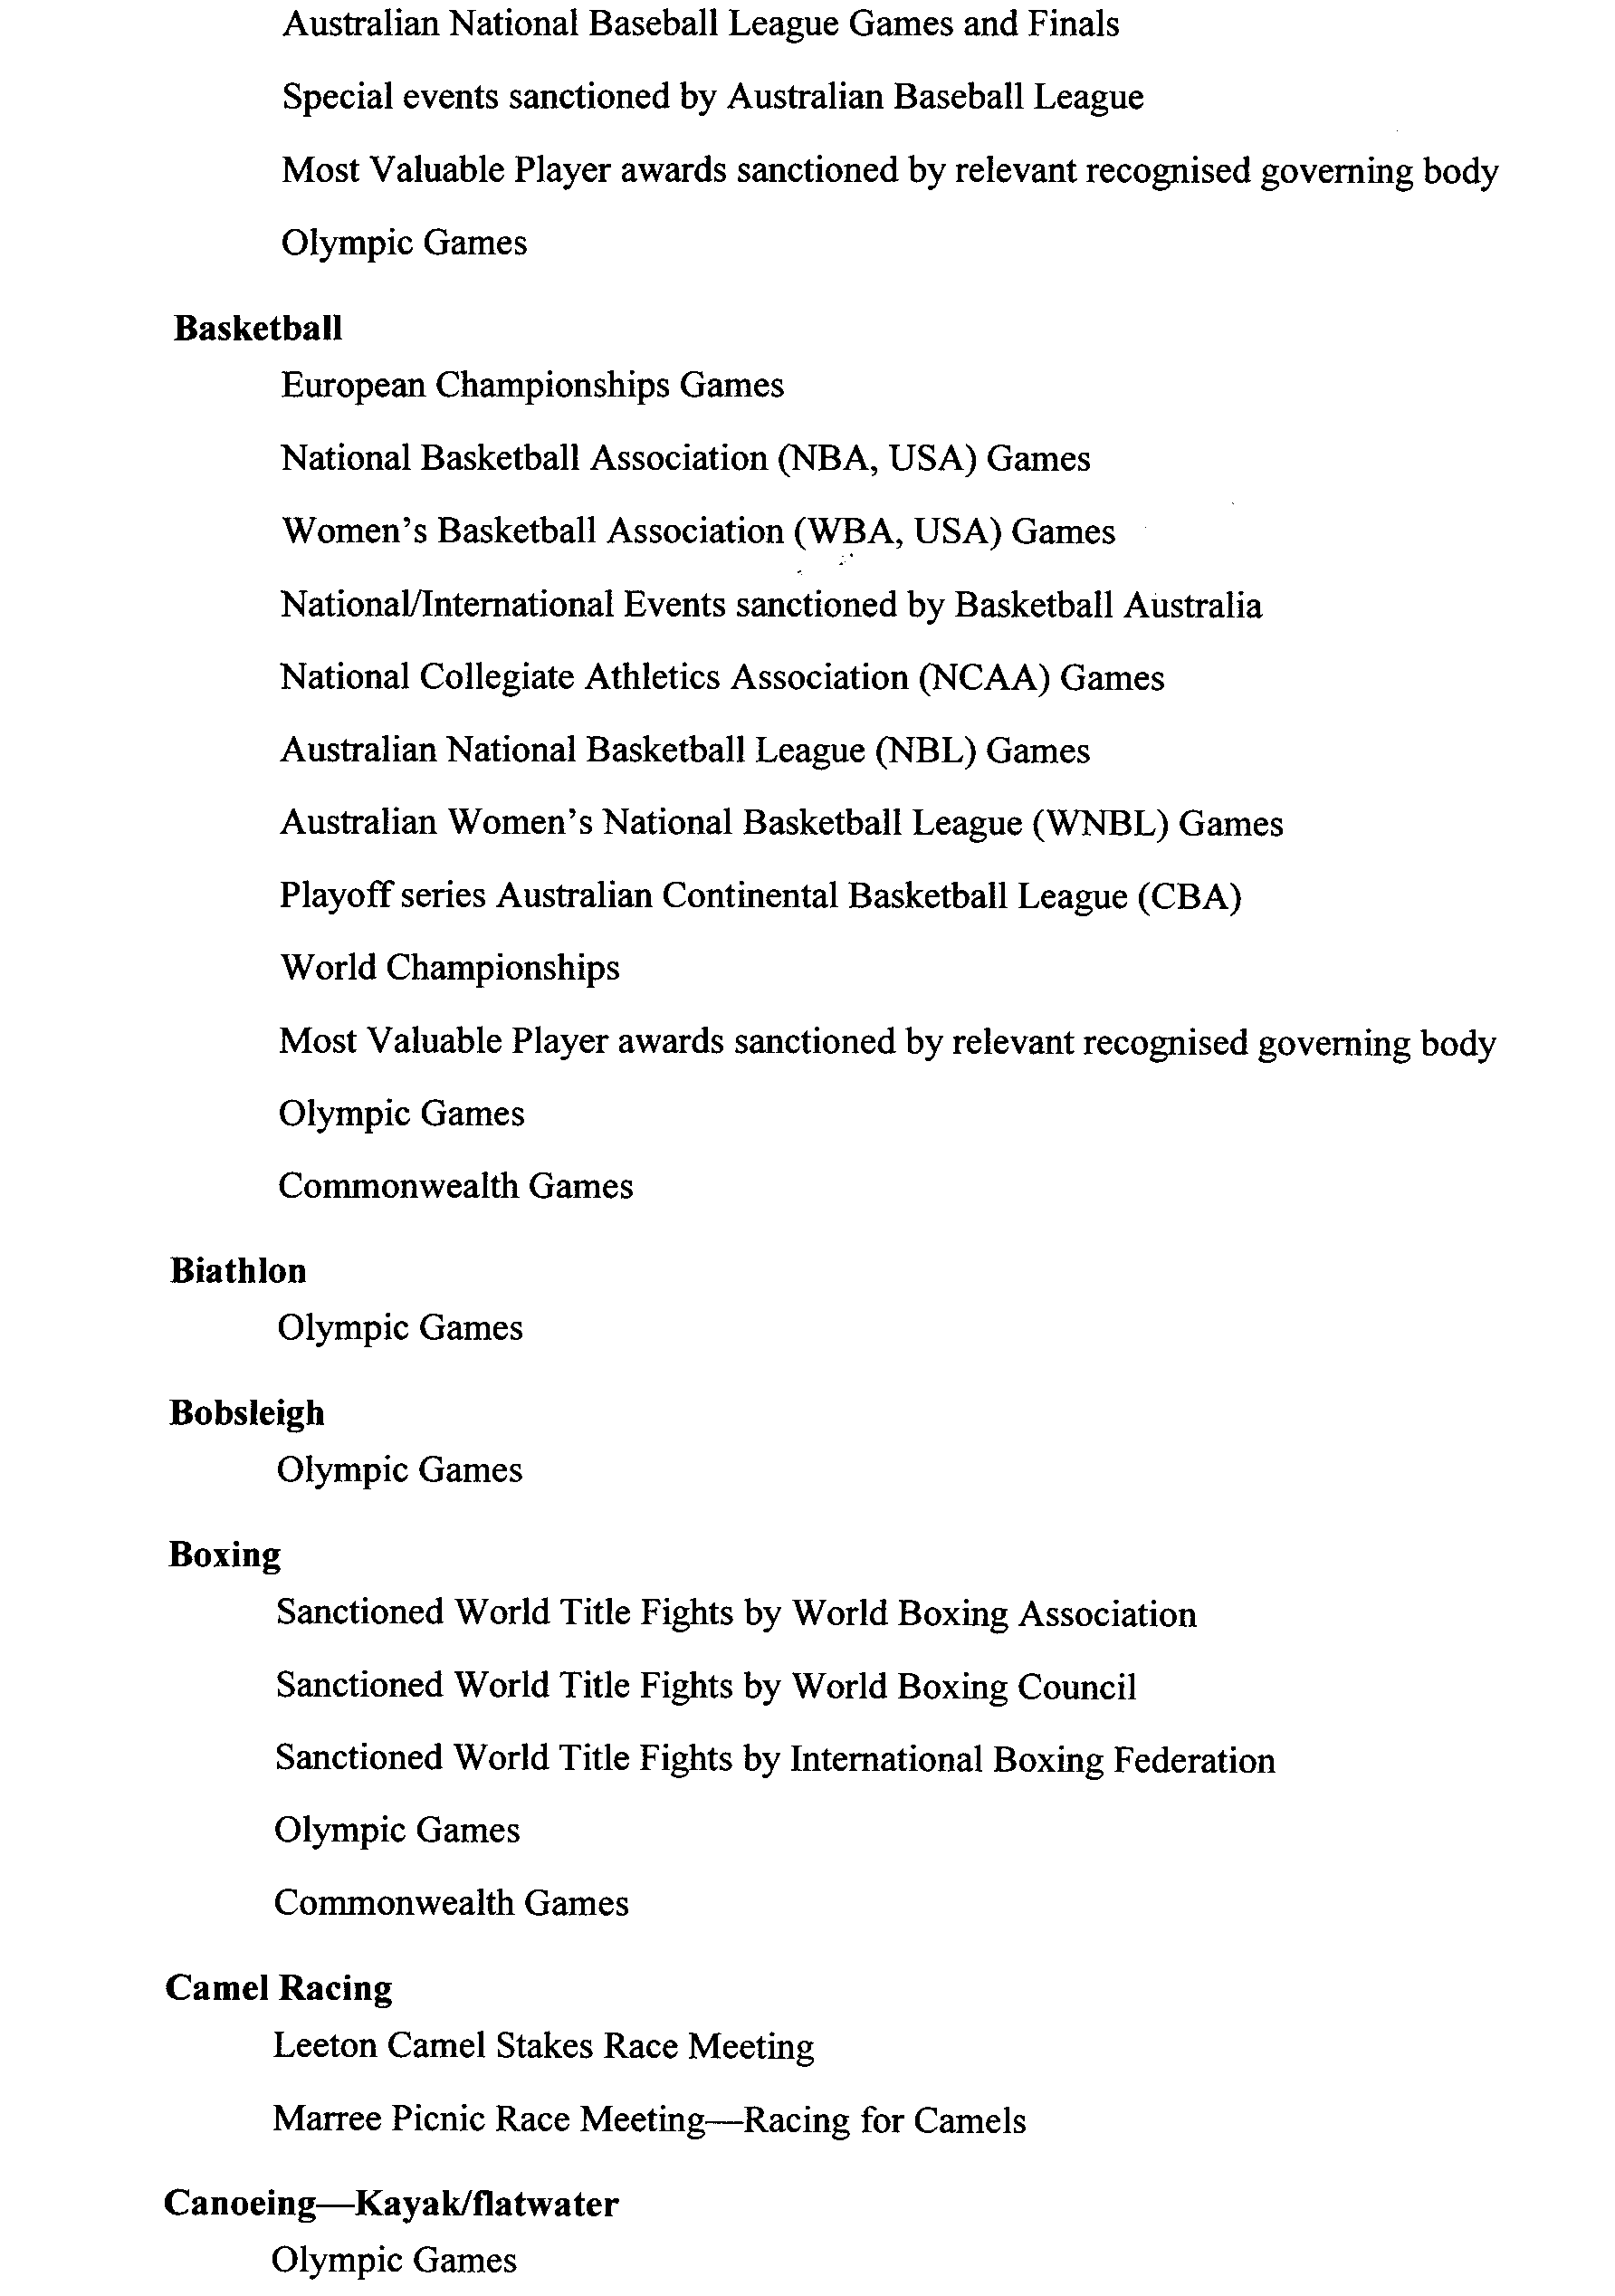 Australian National Baseball League Games and Finals
Special events sanctioned by Australian Baseball League
Most Valuable Player awards sanctioned by relevant recognised governing body
Olympic Games
Basketball
European Championships Games
National Basketball Association (NBA, USA) Games
Women's Basketball Association (WBA, USA) Games
National/International Events sanctioned by Basketball Australia
National Collegiate Athletics Association (NCAA) Games
Australian National Basketball League (NBL) Games
Australian Women's National Basketball League (WNBL) Games
Playoff series Australian Continental Basketball League (CBA)
World Championships
Most Valuable Player awards sanctioned by relevant recognised governing body
Olympic Games
Commonwealth Games
Biathlon
Olympic Games
Bobsleigh
Olympic Games
Boxing
Sanctioned World Title Fights by World Boxing Association
Sanctioned World Title Fights by World Boxing Council
Sanctioned World Title Fights by International Boxing Federation
Olympic Games
Commonwealth Games
Camel Racing
Leeton Camel Stakes Race Meeting
Marree Picnic Race Meeting—Racing for Camels
Canoeing—Kayak/flatwater
Olympic Games